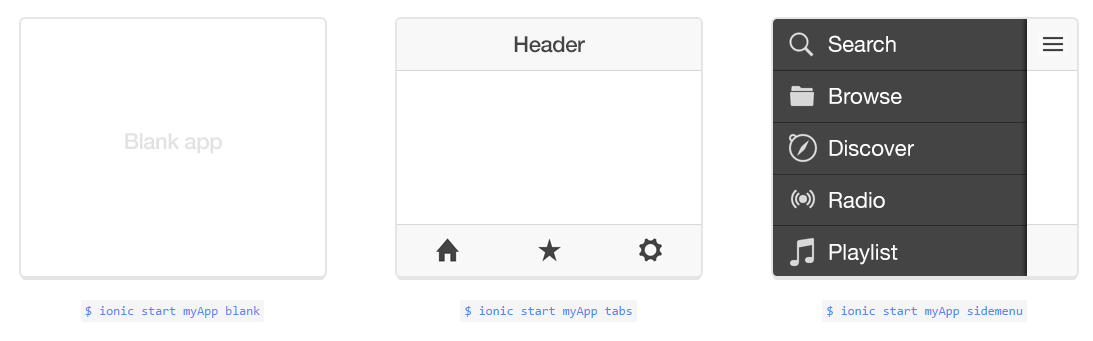 Blank app
$ ionic start myApp blank
Header
$ ionic start myApp tabs
Search
Browse
Discover
Radio
Playlist
$ ionic start myApp sidemenu